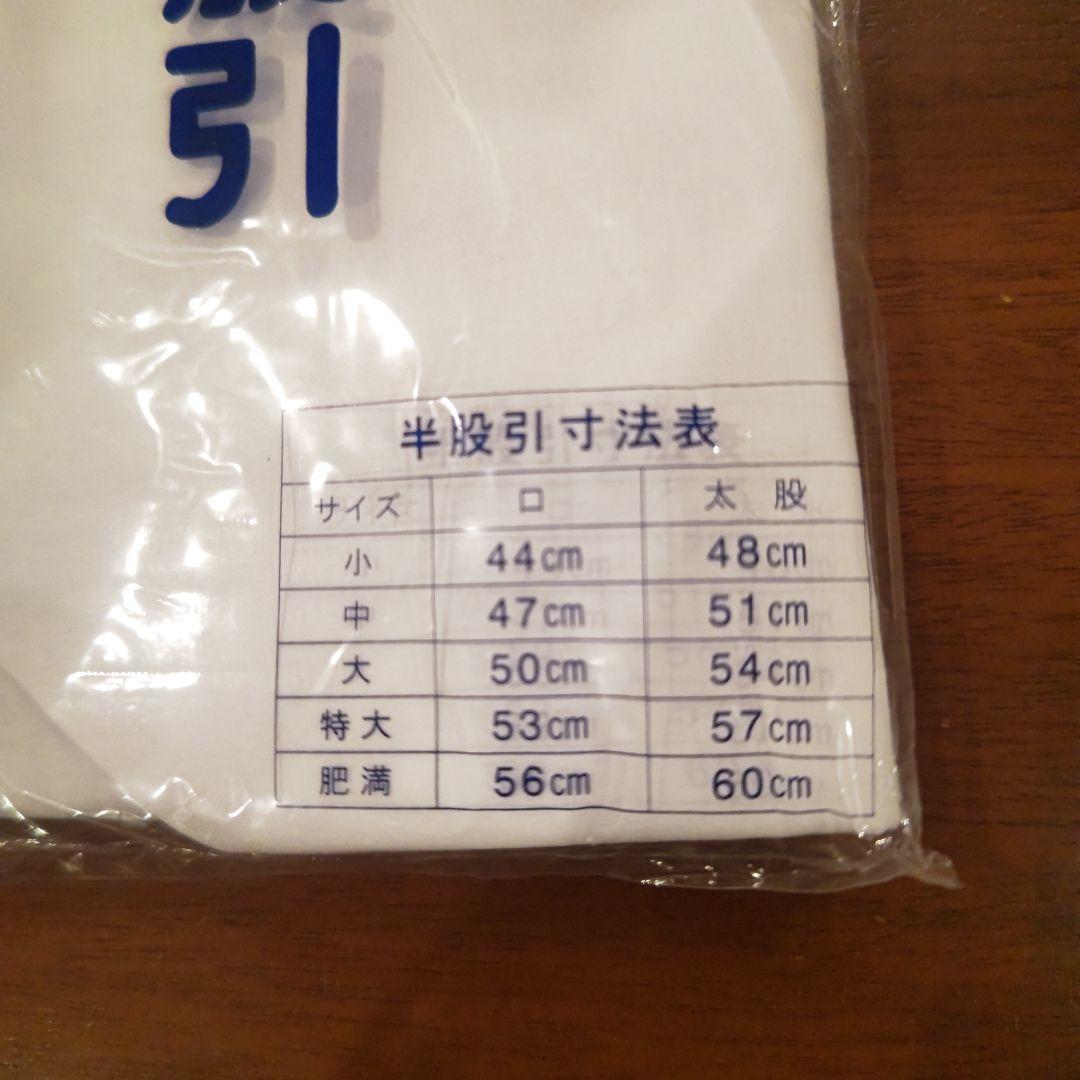 引
半股引寸法表
サイズ 口 太股
小 44cm 48cm
中 47cm 51cm
大 50cm 54cm
特大 53cm 57cm
肥満 56cm 60cm